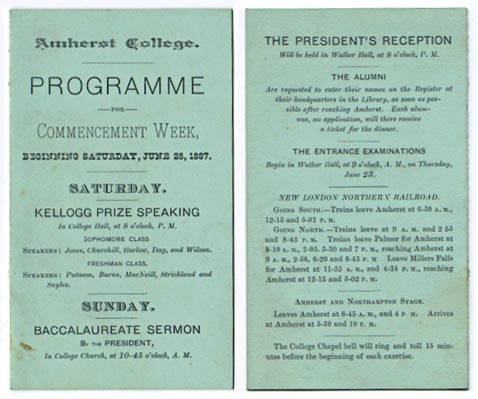 Amherst College.
PROGRAMME
—FOR—
COMMENCEMENT WEEK,
BEGINNING SATURDAY, JUNE 25, 1887.
SATURDAY.
KELLOGG PRIZE SPEAKING
In College Hall, at 8 o'clock, P. M.
SOPHOMORE CLASS
SPEAKERS: Jones, Churchill, Harlow, Day, and Wilson.
FRESHMAN CLASS.
SPEAKERS: Putnam, Burns, MacNeill, Strickland and
Sayles.
SUNDAY.
BACCALAUREATE SERMON
BY THE PRESIDENT,
In College Church, at 10-45 o'clock, A. M.
THE PRESIDENT'S RECEPTION
Will be held in Walker Hall, at 8 o'clock, P. M.
THE ALUMNI
Are requested to enter their names on the Register at
their headquarters in the Library, as soon as pos-
sible after reaching Amherst. Each alum-
nus, on application, will there receive
a ticket for the dinner.
THE ENTRANCE EXAMINATIONS
Begin in Walker Hall, at 9 o'clock, A. M., on Thursday,
June 23.
NEW LONDON NORTHERN RAILROAD.
GOING SOUTH.—Trains leave Amherst at 6-50 A. M.,
12-15 and 5-02 P. M.
GOING NORTH.—Trains leave at 9 A. M. and 2 55
and 8-43 P. M. Trains leave Palmer for Amherst at
8-10 A. M., 2-05, 5-30 and 7 P. M., reaching Amherst at
9 A. M., 2-58, 6-20 and 8-43 P. M. Leave Millers Falls
for Amherst at 11-35 A. M., and 4-24 P. M., reaching
Amherst at 12-15 and 5-02 P. M.
AMHERST AND NORTHAMPTON STAGE.
Leaves Amherst at 8-45 A. M., and 4 P. M. Arrives
at Amherst at 5-30 and 10 P. M.
The College Chapel bell will ring and toll 15 min-
utes before the beginning of each exercise.